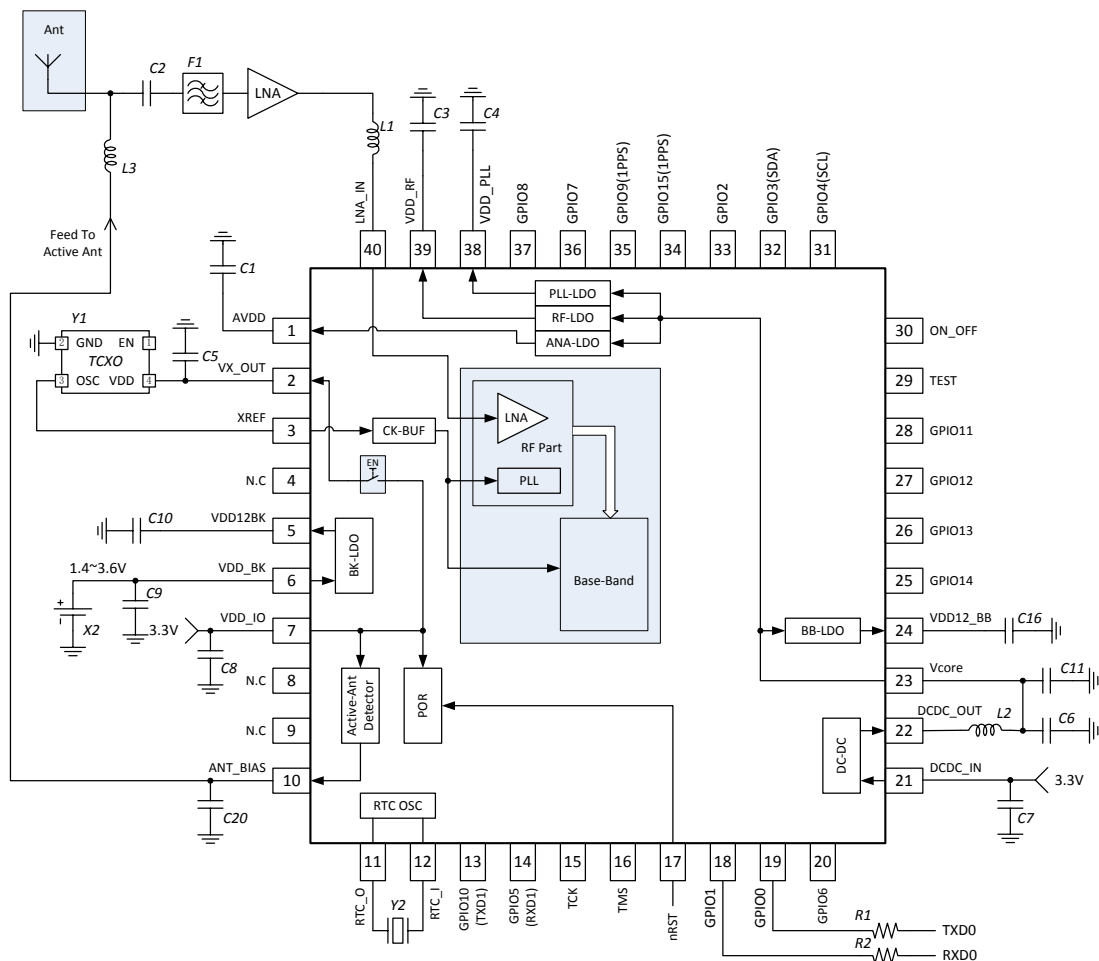 Ant
C2
F1
LNA
L1
C3
C4
L3
Feed To
Active Ant
LNA_IN
VDD_RF
VDD_PLL
GPIO8
GPIO7
GPIO9(1PPS)
GPIO15(1PPS)
GPIO2
GPIO3(SDA)
GPIO4(SCL)
40
39
38
37
36
35
34
33
32
31
C1
AVDD
1
Y1
2 GND EN 1
TCXO
3 OSC VDD 4
C5
VX_OUT
2
XREF
3
N.C
4
C10
VDD12BK
5
1.4~3.6V
VDD_BK
6
+
-
X2
C9
3.3V
VDD_IO
7
C8
N.C
8
N.C
9
ANT_BIAS
10
C20
PLL-LDO
RF-LDO
ANA-LDO
CK-BUF
EN
LNA
RF Part
PLL
Base-Band
BK-LDO
Active-Ant
Detector
POR
RTC OSC
BB-LDO
DC-DC
30
ON_OFF
29
TEST
28
GPIO11
27
GPIO12
26
GPIO13
25
GPIO14
24
VDD12_BB
C16
23
Vcore
C11
22
DCDC_OUT
L2
C6
21
DCDC_IN
3.3V
C7
11
12
13
14
15
16
17
18
19
20
RTC_O
Y2
RTC_I
GPIO10
(TXD1)
GPIO5
(RXD1)
TCK
TMS
nRST
GPIO1
GPIO0
GPIO6
R1
TXD0
R2
RXD0